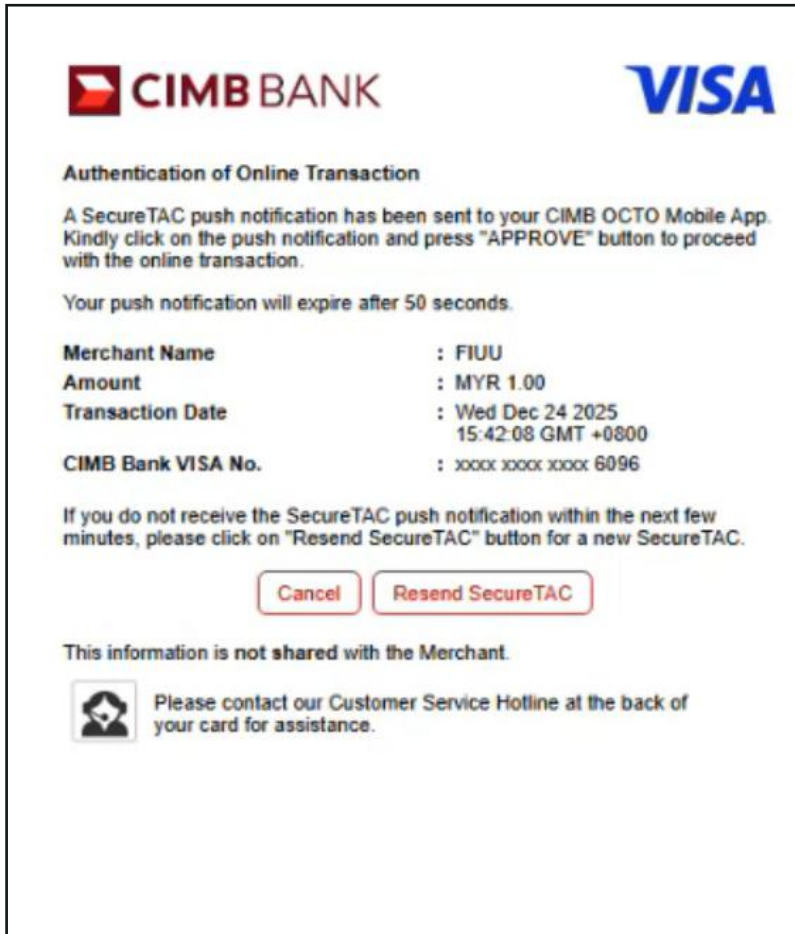 CIMB BANK
VISA
Authentication of Online Transaction
A SecureTAC push notification has been sent to your CIMB OCTO Mobile App.
Kindly click on the push notification and press "APPROVE" button to proceed
with the online transaction.
Your push notification will expire after 50 seconds.
Merchant Name : FIUU
Amount : MYR 1.00
Transaction Date : Wed Dec 24 2025
15:42:08 GMT +0800
CIMB Bank VISA No. : xxxx xxxx xxxx 6096
If you do not receive the SecureTAC push notification within the next few
minutes, please click on "Resend SecureTAC" button for a new SecureTAC.
Cancel Resend SecureTAC
This information is not shared with the Merchant.
Please contact our Customer Service Hotline at the back of
your card for assistance.